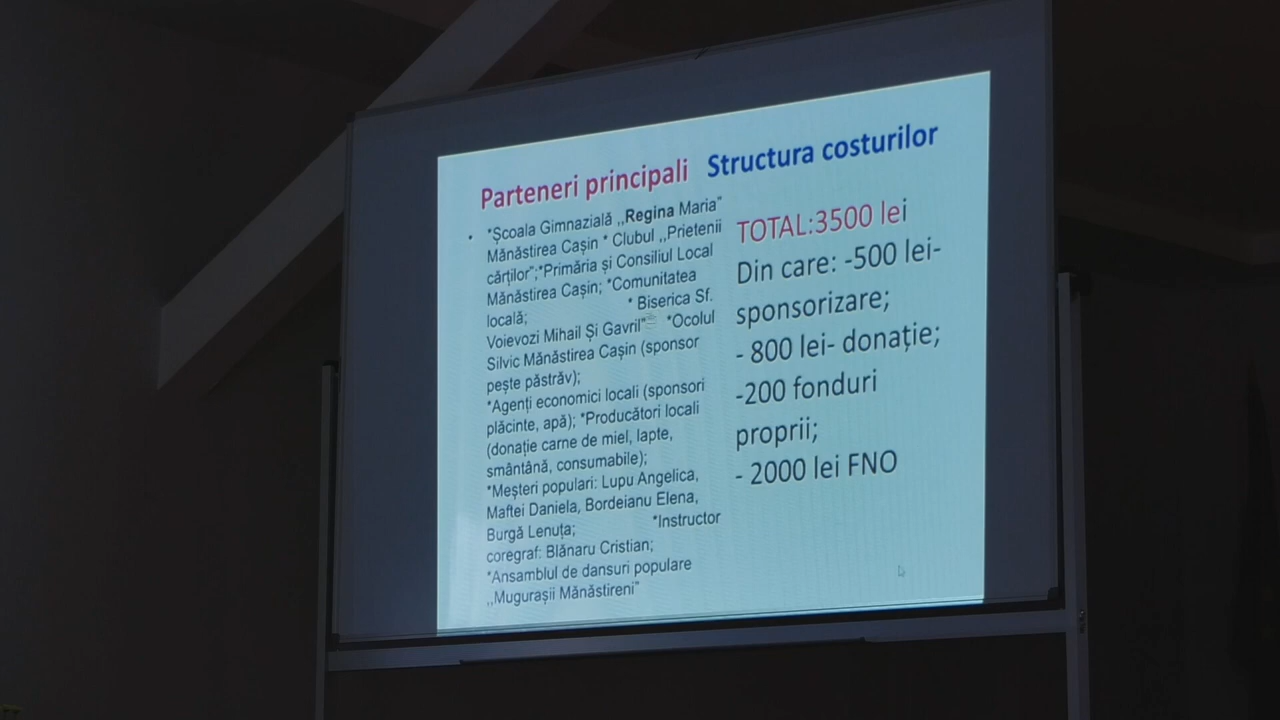 Parteneri principali
• *Școala Gimnazială ,,Regina Maria"
Mănăstirea Cașin * Clubul ,,Prietenii
cărților";*Primăria și Consiliul Local
Mănăstirea Cașin; *Comunitatea
locală; * Biserica Sf.
Voievozi Mihail Și Gavril" *Ocolul
Silvic Mănăstirea Cașin (sponsor
pește păstrăv);
*Agenți economici locali (sponsori
plăcinte, apă); *Producători locali
(donație carne de miel, lapte,
smântână, consumabile);
*Meșteri populari: Lupu Angelica,
Maftei Daniela, Bordeianu Elena,
Burgă Lenuța; *Instructor
coregraf: Blănaru Cristian;
*Ansamblul de dansuri populare
,,Mugurașii Mănăstireni"
Structura costurilor
TOTAL:3500 lei
Din care: -500 lei-
sponsorizare;
- 800 lei- donație;
-200 fonduri
proprii;
- 2000 lei FNO